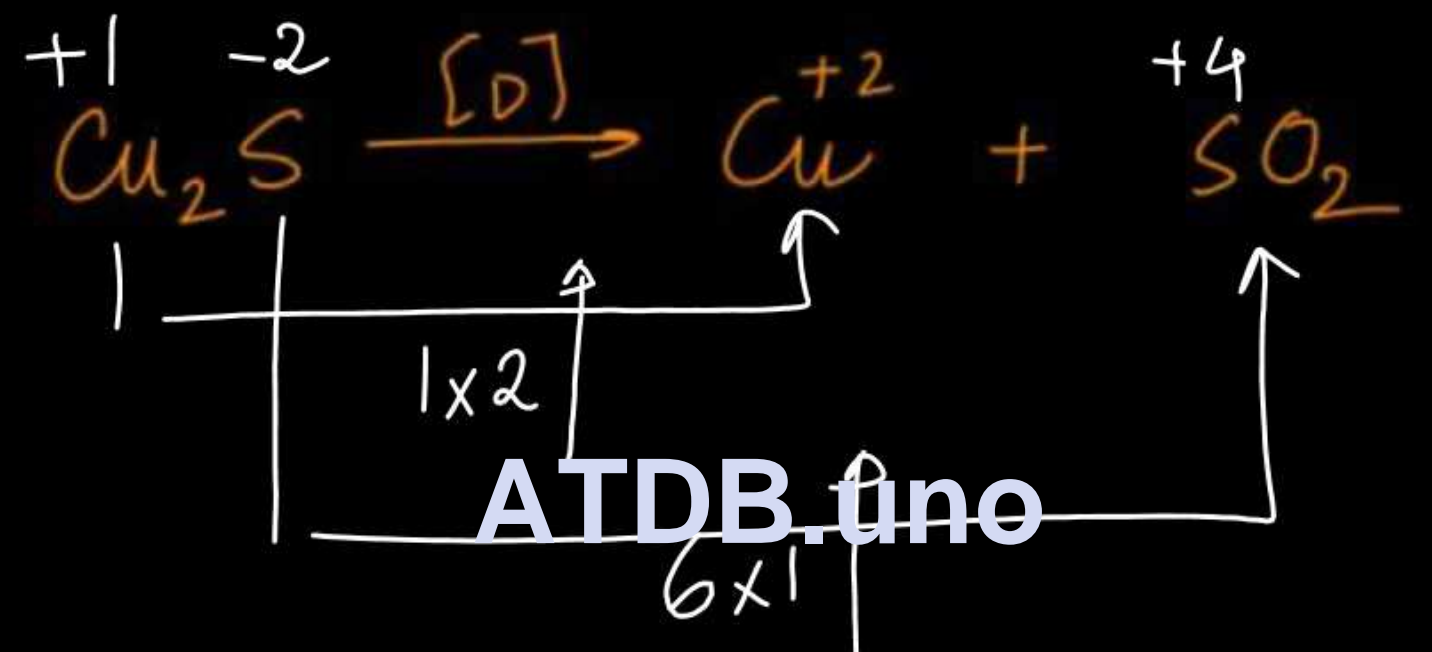 +1 -2 +4
Cu₂S [O] → Cu⁺² + SO₂
1
1x2
ATDB.uno
6x1